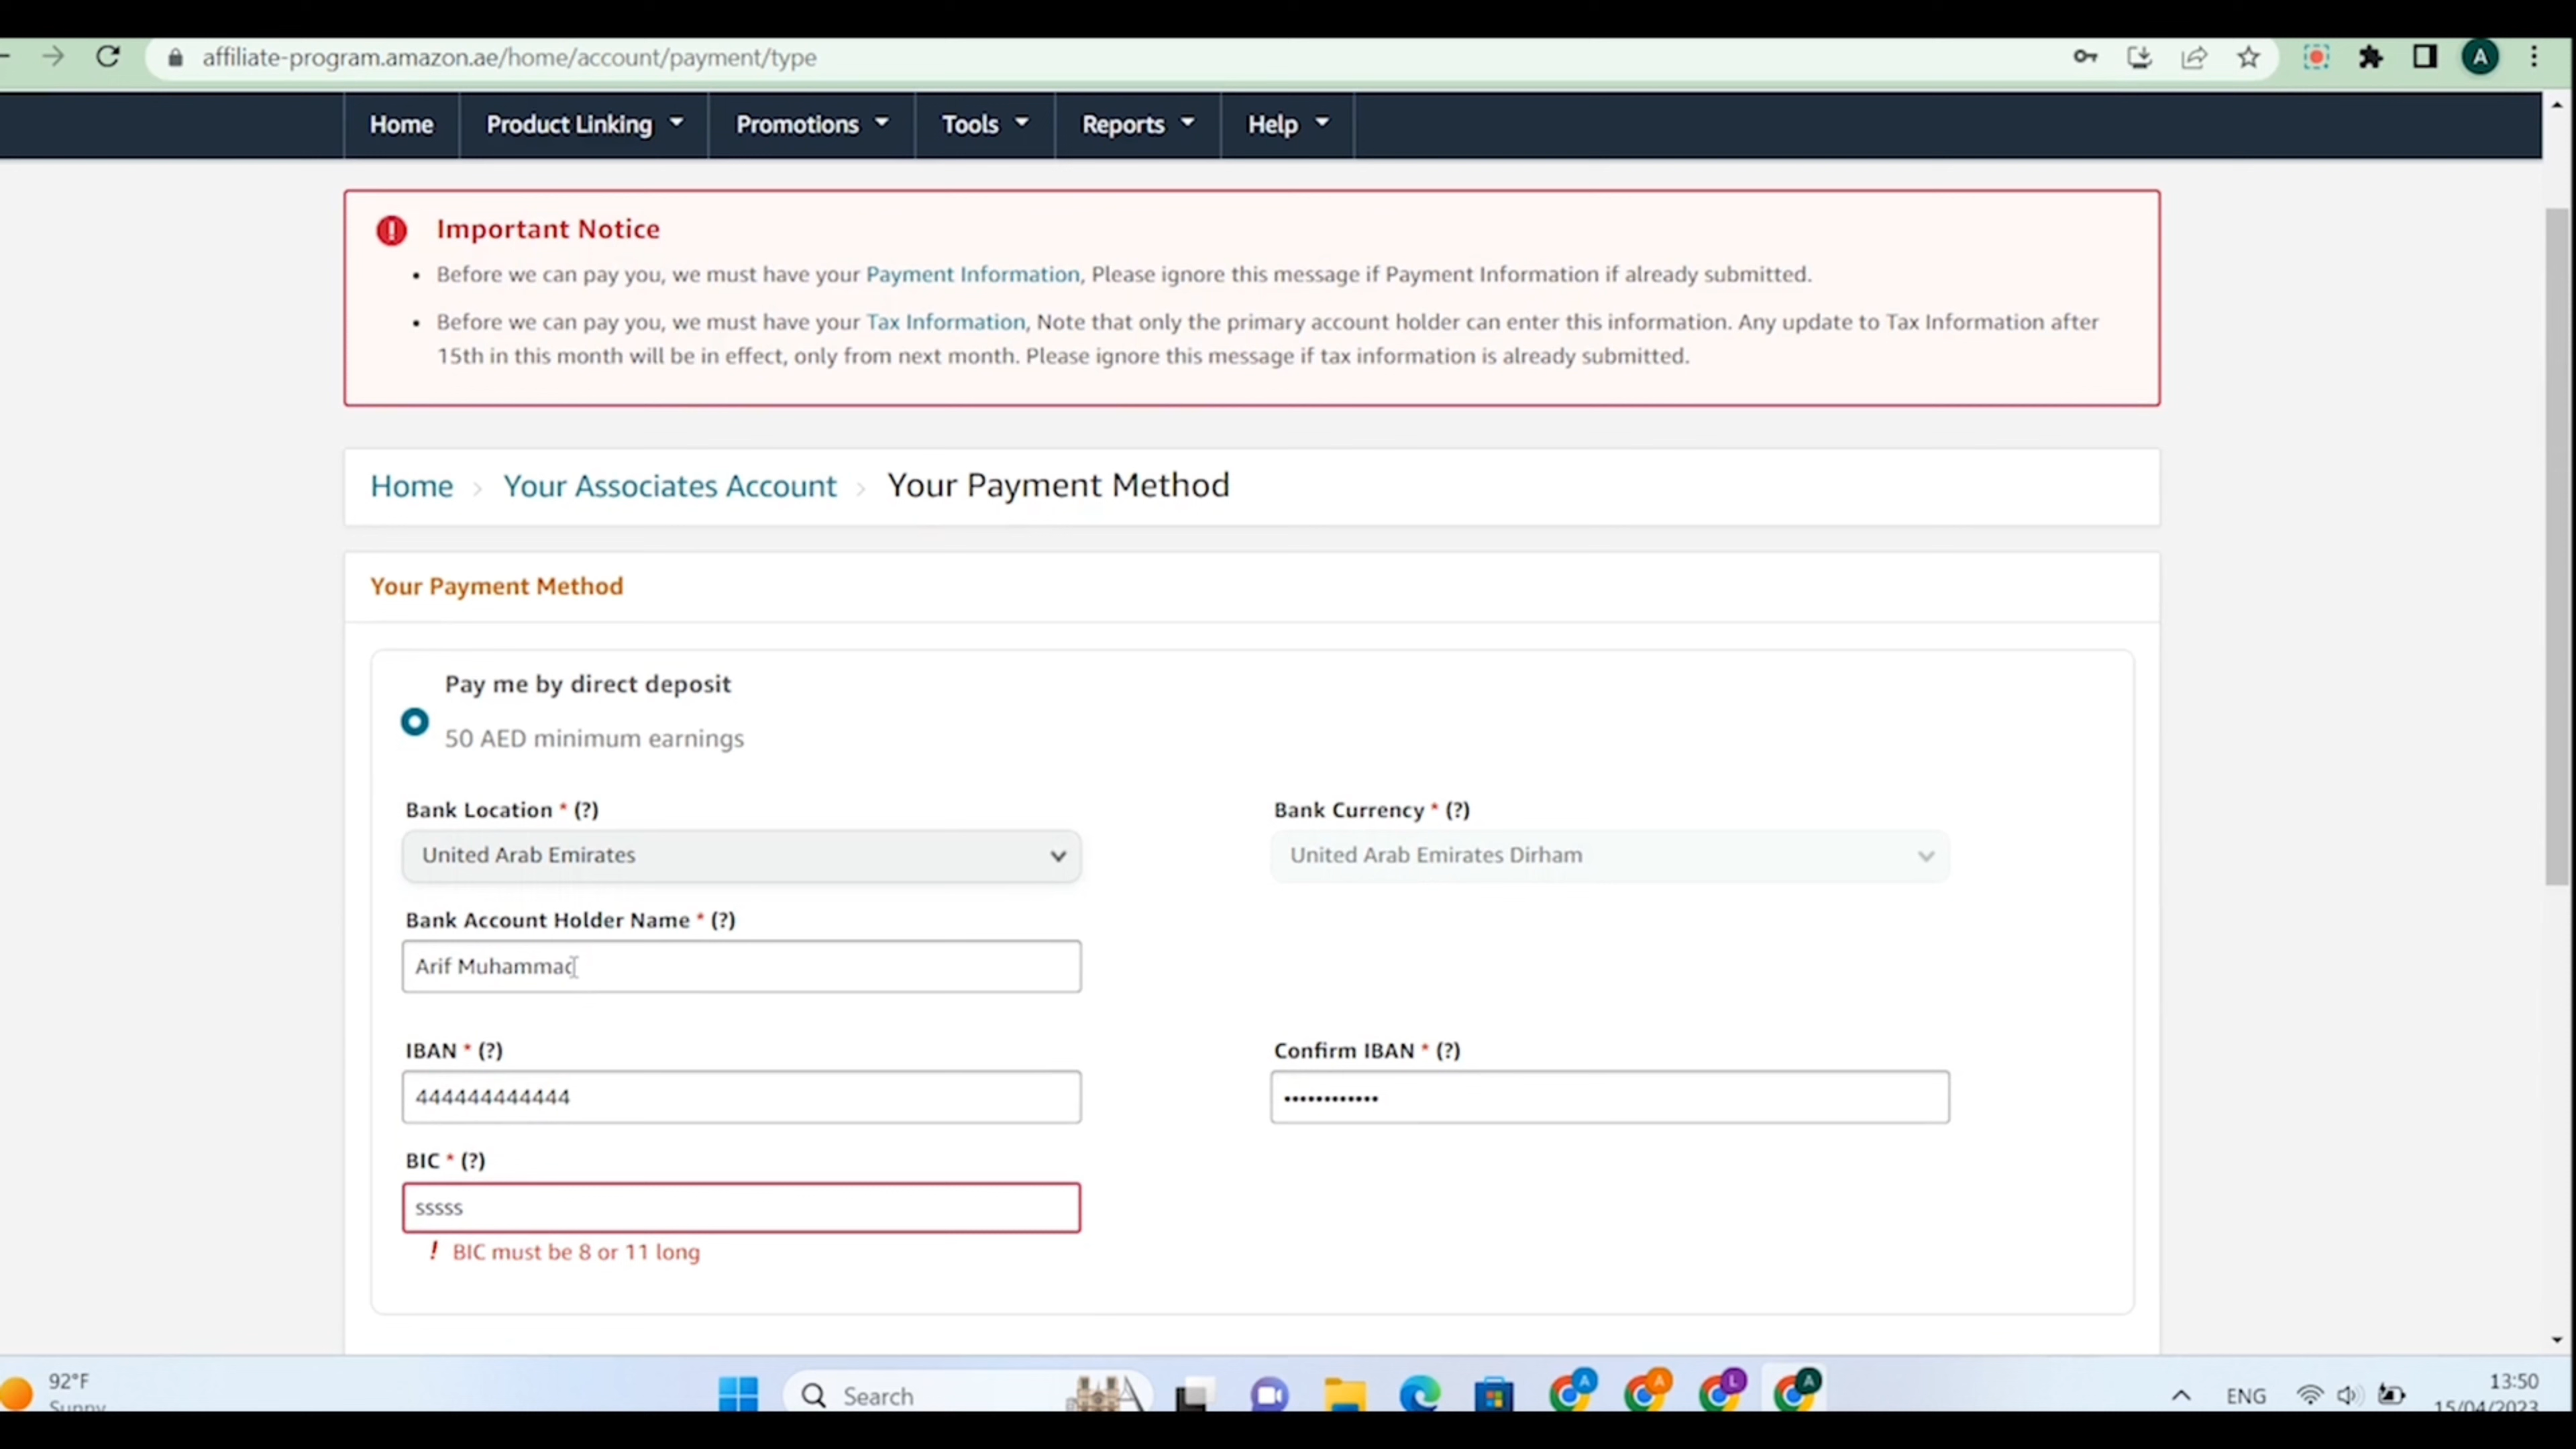 affiliate-program.amazon.ae/home/account/payment/type
A
Home Product Linking Promotions Tools Reports Help
Important Notice
• Before we can pay you, we must have your Payment Information, Please ignore this message if Payment Information if already submitted.
• Before we can pay you, we must have your Tax Information, Note that only the primary account holder can enter this information. Any update to Tax Information after
15th in this month will be in effect, only from next month. Please ignore this message if tax information is already submitted.
Home › Your Associates Account › Your Payment Method
Your Payment Method
Pay me by direct deposit
50 AED minimum earnings
Bank Location * (?) Bank Currency * (?)
United Arab Emirates United Arab Emirates Dirham
Bank Account Holder Name * (?)
Arif Muhammad
IBAN * (?) Confirm IBAN * (?)
444444444444 ••••••••••••
BIC * (?)
sssss
! BIC must be 8 or 11 long
92°F
Sunny
Search
A A L A
ENG
13:50
15/04/2023